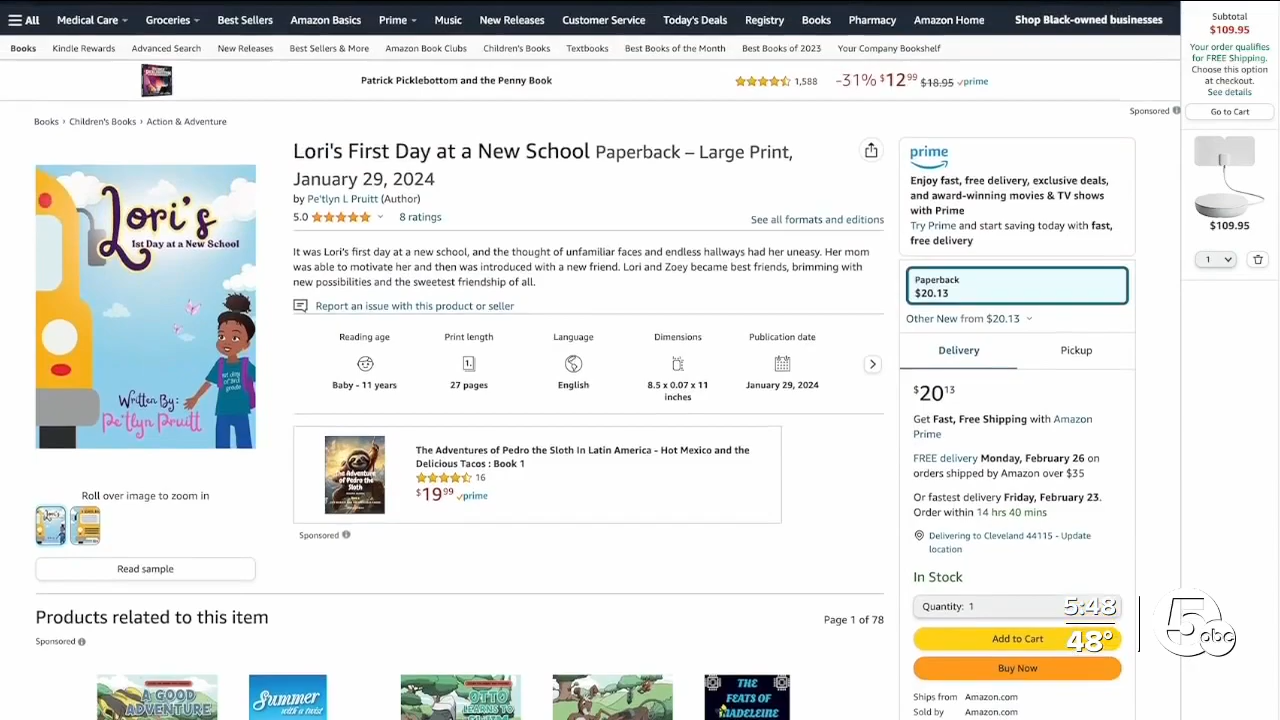 All Medical Care Groceries Best Sellers Amazon Basics Prime Music New Releases Customer Service Today's Deals Registry Books Pharmacy Amazon Home Shop Black-owned businesses
Books Kindle Rewards Advanced Search New Releases Best Sellers & More Amazon Book Clubs Children's Books Textbooks Best Books of the Month Best Books of 2023 Your Company Bookshelf
Patrick Picklebottom and the Penny Book 1,588 -31% $12 99 $18.95 prime
Sponsored
Books › Children's Books › Action & Adventure
Lori's
1st Day at a New School
1st day
of 3rd
grade
Written By:
Pe'tlyn Pruitt
Roll over image to zoom in
Read sample
Lori's First Day at a New School Paperback – Large Print,
January 29, 2024
by Pe'tlyn L Pruitt (Author)
5.0 8 ratings
See all formats and editions
It was Lori's first day at a new school, and the thought of unfamiliar faces and endless hallways had her uneasy. Her mom
was able to motivate her and then was introduced with a new friend. Lori and Zoey became best friends, brimming with
new possibilities and the sweetest friendship of all.
Report an issue with this product or seller
Reading age Print length Language Dimensions Publication date
Baby - 11 years 27 pages English 8.5 x 0.07 x 11 January 29, 2024
inches
The Adventures of Pedro the Sloth In Latin America - Hot Mexico and the
Delicious Tacos : Book 1
16
$19 99 prime
Sponsored
prime
Enjoy fast, free delivery, exclusive deals,
and award-winning movies & TV shows
with Prime
Try Prime and start saving today with fast,
free delivery
Paperback
$20.13
Other New from $20.13
Delivery Pickup
$20 13
Get Fast, Free Shipping with Amazon
Prime
FREE delivery Monday, February 26 on
orders shipped by Amazon over $35
Or fastest delivery Friday, February 23.
Order within 14 hrs 40 mins
Delivering to Cleveland 44115 - Update
location
In Stock
Quantity: 1
Add to Cart
Buy Now
Ships from Amazon.com
Sold by Amazon.com
Subtotal
$109.95
Your order qualifies
for FREE Shipping.
Choose this option
at checkout.
See details
Go to Cart
$109.95
1
Products related to this item
Page 1 of 78
Sponsored
A GOOD
ADVENTURE
Summer
with a twist
OTTO
LEARNS TO
THE
FEATS OF
MADELEINE
5:48
48°
5 abc